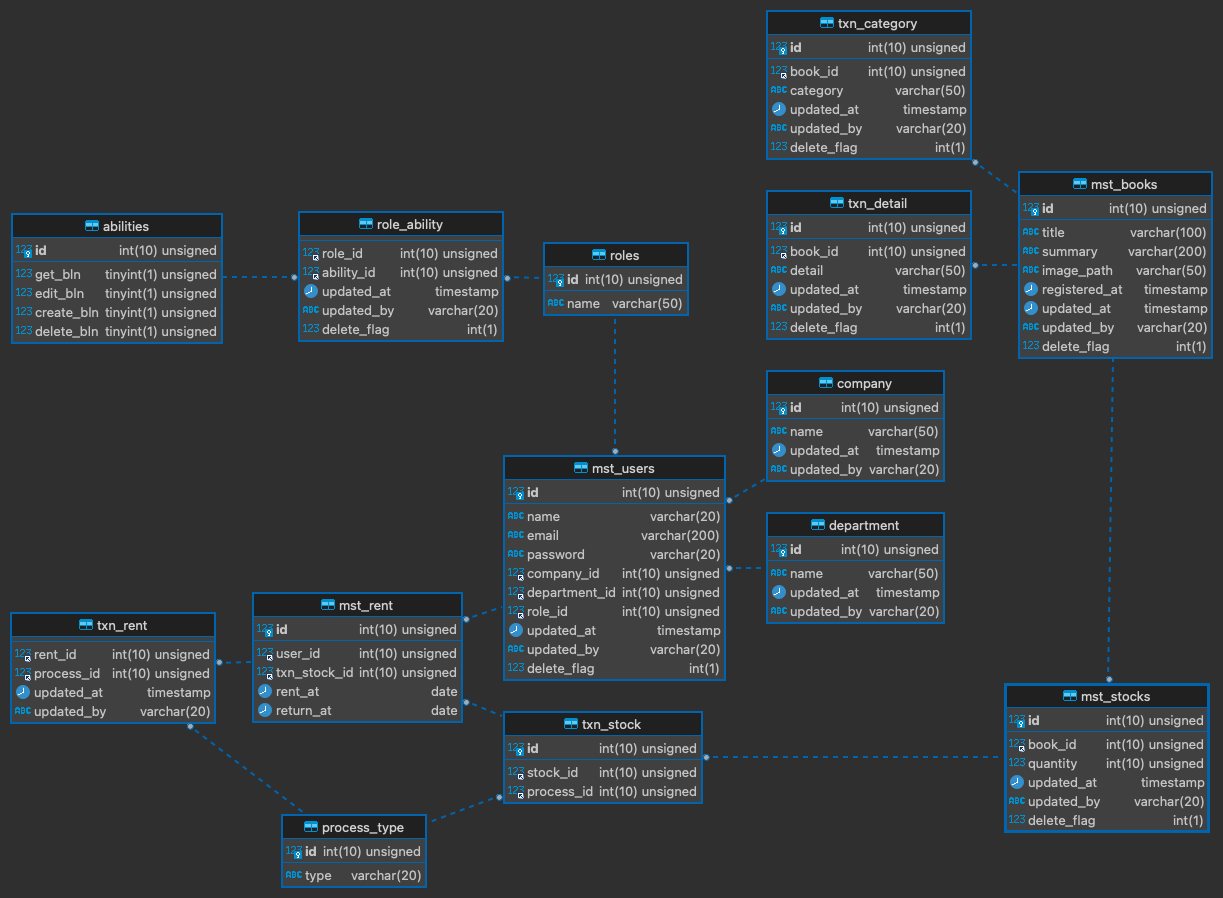 txn_category
id int(10) unsigned
book_id int(10) unsigned
category varchar(50)
updated_at timestamp
updated_by varchar(20)
delete_flag int(1)
mst_books
id int(10) unsigned
title varchar(100)
summary varchar(200)
image_path varchar(50)
registered_at timestamp
updated_at timestamp
updated_by varchar(20)
delete_flag int(1)
txn_detail
id int(10) unsigned
book_id int(10) unsigned
detail varchar(50)
updated_at timestamp
updated_by varchar(20)
delete_flag int(1)
abilities
id int(10) unsigned
get_bln tinyint(1) unsigned
edit_bln tinyint(1) unsigned
create_bln tinyint(1) unsigned
delete_bln tinyint(1) unsigned
role_ability
role_id int(10) unsigned
ability_id int(10) unsigned
updated_at timestamp
updated_by varchar(20)
delete_flag int(1)
roles
id int(10) unsigned
name varchar(50)
company
id int(10) unsigned
name varchar(50)
updated_at timestamp
updated_by varchar(20)
mst_users
id int(10) unsigned
name varchar(20)
email varchar(200)
password varchar(20)
company_id int(10) unsigned
department_id int(10) unsigned
role_id int(10) unsigned
updated_at timestamp
updated_by varchar(20)
delete_flag int(1)
department
id int(10) unsigned
name varchar(50)
updated_at timestamp
updated_by varchar(20)
mst_rent
id int(10) unsigned
user_id int(10) unsigned
txn_stock_id int(10) unsigned
rent_at date
return_at date
txn_rent
rent_id int(10) unsigned
process_id int(10) unsigned
updated_at timestamp
updated_by varchar(20)
txn_stock
id int(10) unsigned
stock_id int(10) unsigned
process_id int(10) unsigned
mst_stocks
id int(10) unsigned
book_id int(10) unsigned
quantity int(10) unsigned
updated_at timestamp
updated_by varchar(20)
delete_flag int(1)
process_type
id int(10) unsigned
type varchar(20)